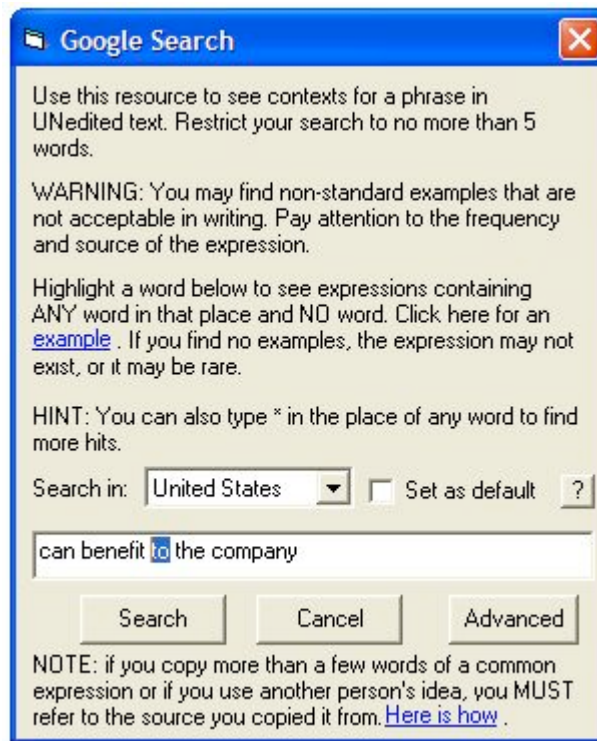 Google Search
Use this resource to see contexts for a phrase in
UNedited text. Restrict your search to no more than 5
words.
WARNING: You may find non-standard examples that are
not acceptable in writing. Pay attention to the frequency
and source of the expression.
Highlight a word below to see expressions containing
ANY word in that place and NO word. Click here for an
example . If you find no examples, the expression may not
exist, or it may be rare.
HINT: You can also type * in the place of any word to find
more hits.
Search in: United States Set as default ?
can benefit to the company
Search Cancel Advanced
NOTE: if you copy more than a few words of a common
expression or if you use another person's idea, you MUST
refer to the source you copied it from. Here is how .